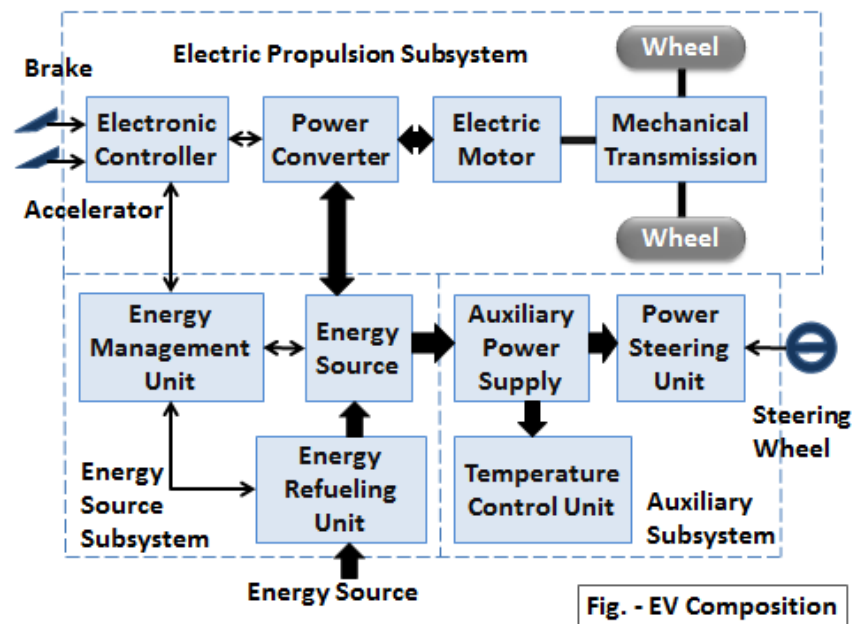 Electric Propulsion Subsystem
Wheel
Brake
Electronic
Controller
Power
Converter
Electric
Motor
Mechanical
Transmission
Accelerator
Wheel
Energy
Management
Unit
Energy
Source
Auxiliary
Power
Supply
Power
Steering
Unit
Steering
Wheel
Energy
Source
Subsystem
Energy
Refueling
Unit
Temperature
Control Unit
Auxiliary
Subsystem
Energy Source
Fig. - EV Composition